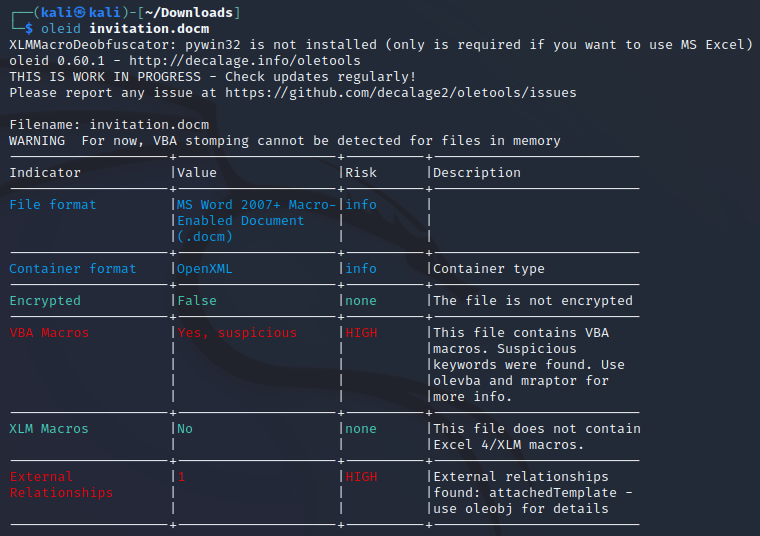 ┌──(kali㉿kali)-[~/Downloads]
└─$ oleid invitation.docm
XLMMacroDeobfuscator: pywin32 is not installed (only is required if you want to use MS Excel)
oleid 0.60.1 - http://decalage.info/oletools
THIS IS WORK IN PROGRESS - Check updates regularly!
Please report any issue at https://github.com/decalage2/oletools/issues

Filename: invitation.docm
WARNING  For now, VBA stomping cannot be detected for files in memory
--------------------+--------------------+----------+--------------------------
Indicator           |Value               |Risk      |Description
--------------------+--------------------+----------+--------------------------
File format         |MS Word 2007+ Macro-|info      |
                    |Enabled Document    |          |
                    |(.docm)             |          |
--------------------+--------------------+----------+--------------------------
Container format    |OpenXML             |info      |Container type
--------------------+--------------------+----------+--------------------------
Encrypted           |False               |none      |The file is not encrypted
--------------------+--------------------+----------+--------------------------
VBA Macros          |Yes, suspicious     |HIGH      |This file contains VBA
                    |                    |          |macros. Suspicious
                    |                    |          |keywords were found. Use
                    |                    |          |olevba and mraptor for
                    |                    |          |more info.
--------------------+--------------------+----------+--------------------------
XLM Macros          |No                  |none      |This file does not contain
                    |                    |          |Excel 4/XLM macros.
--------------------+--------------------+----------+--------------------------
External            |1                   |HIGH      |External relationships
Relationships       |                    |          |found: attachedTemplate -
                    |                    |          |use oleobj for details
--------------------+--------------------+----------+--------------------------